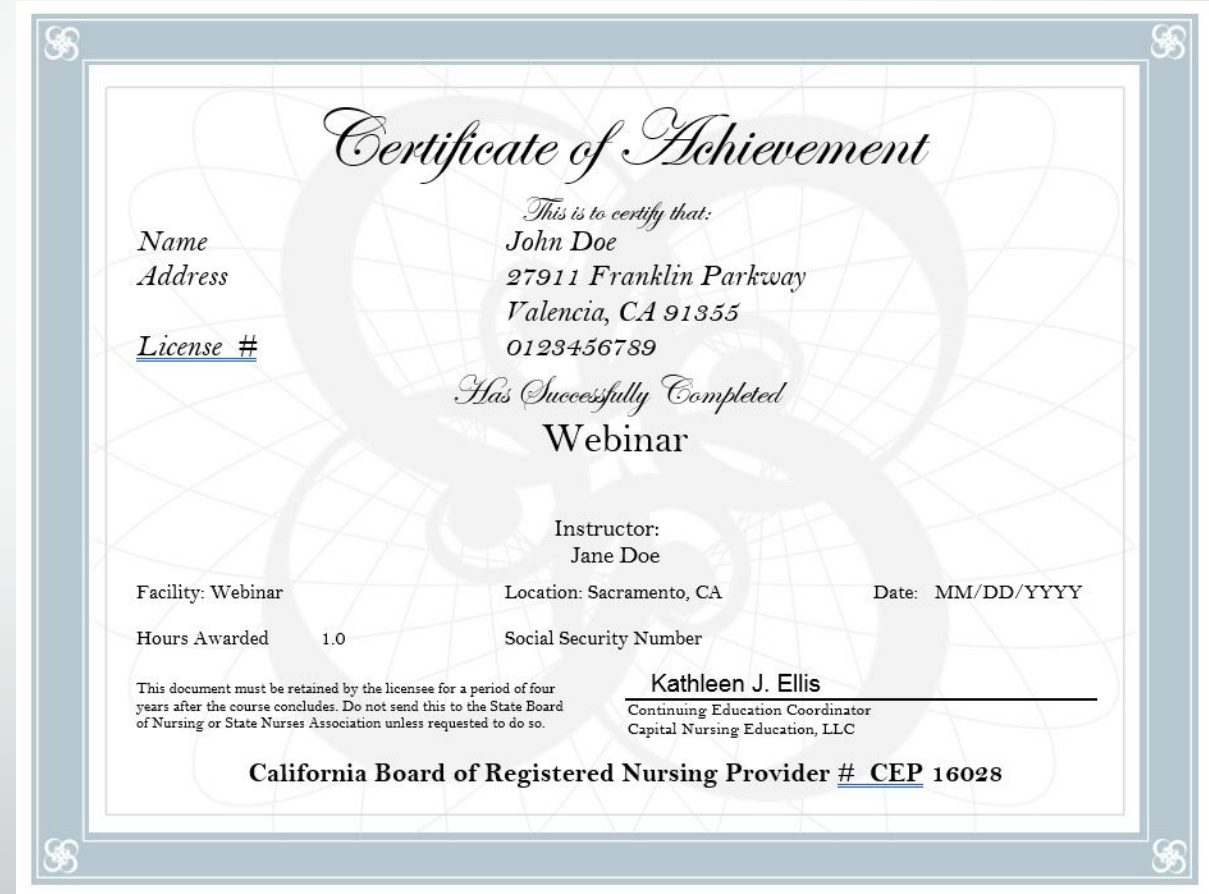 Certificate of Achievement
This is to certify that:
Name John Doe
Address 27911 Franklin Parkway
Valencia, CA 91355
License # 0123456789
Has Successfully Completed
Webinar
Instructor:
Jane Doe
Facility: Webinar Location: Sacramento, CA Date: MM/DD/YYYY
Hours Awarded 1.0 Social Security Number
This document must be retained by the licensee for a period of four
years after the course concludes. Do not send this to the State Board
of Nursing or State Nurses Association unless requested to do so.
Kathleen J. Ellis
Continuing Education Coordinator
Capital Nursing Education, LLC
California Board of Registered Nursing Provider # CEP 16028